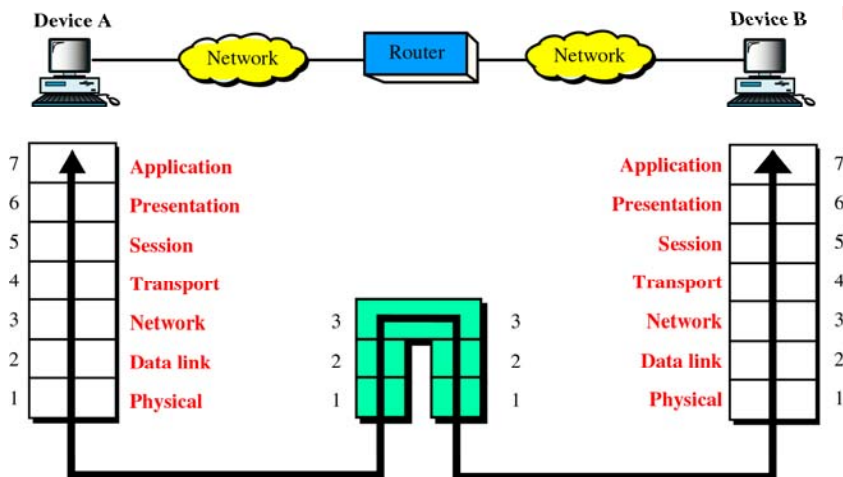 Device A
Device B
Network
Router
Network
7 Application
Application 7
6 Presentation
Presentation 6
5 Session
Session 5
4 Transport
Transport 4
3 Network 3
3 Network 3
2 Data link 2
2 Data link 2
1 Physical 1
1 Physical 1